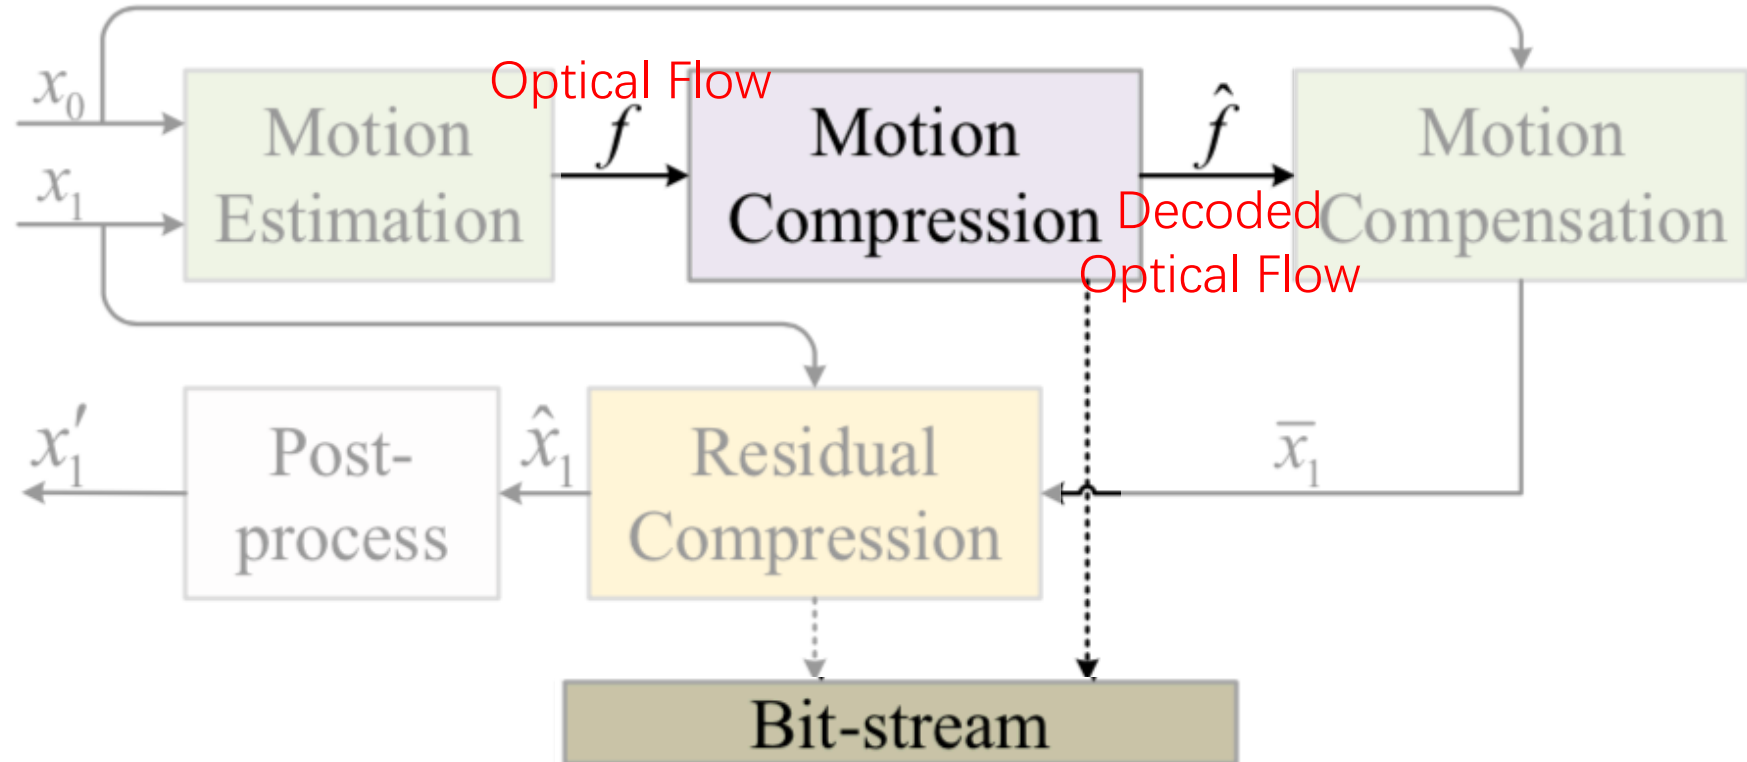 x₀
Optical Flow
Motion
Estimation
f
Motion
Compression
f̂
Motion
Compensation
x₁
Decoded
Optical Flow
x₁′
Post-
process
x̂₁
Residual
Compression
x̄₁
Bit-stream